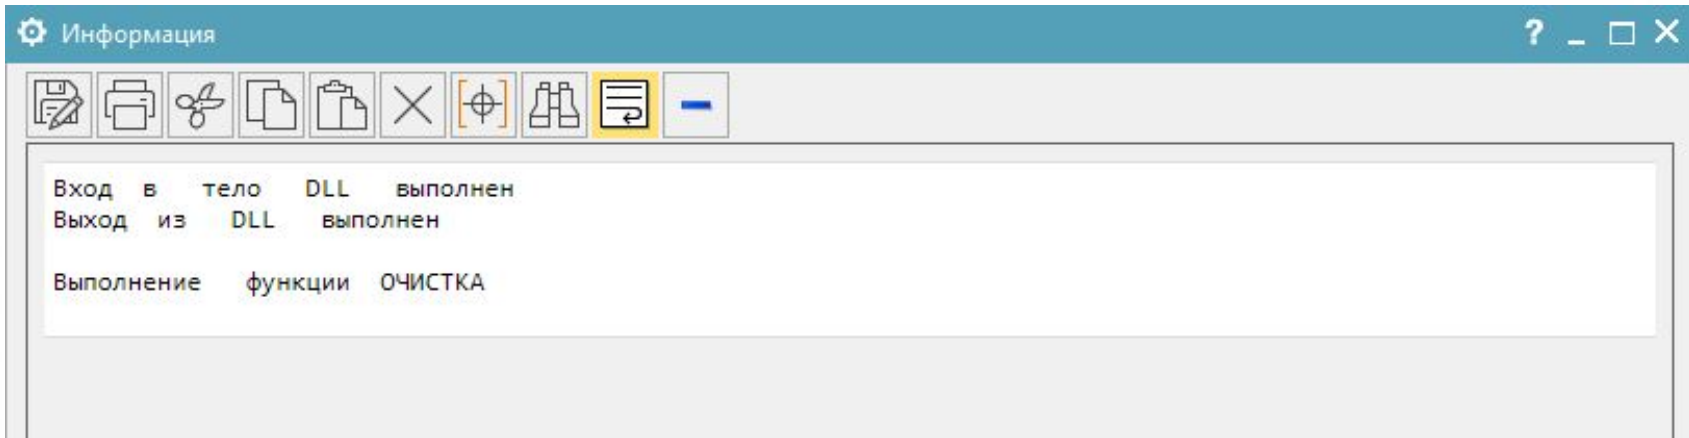 Информация
Вход в тело DLL выполнен
Выход из DLL выполнен
Выполнение функции ОЧИСТКА